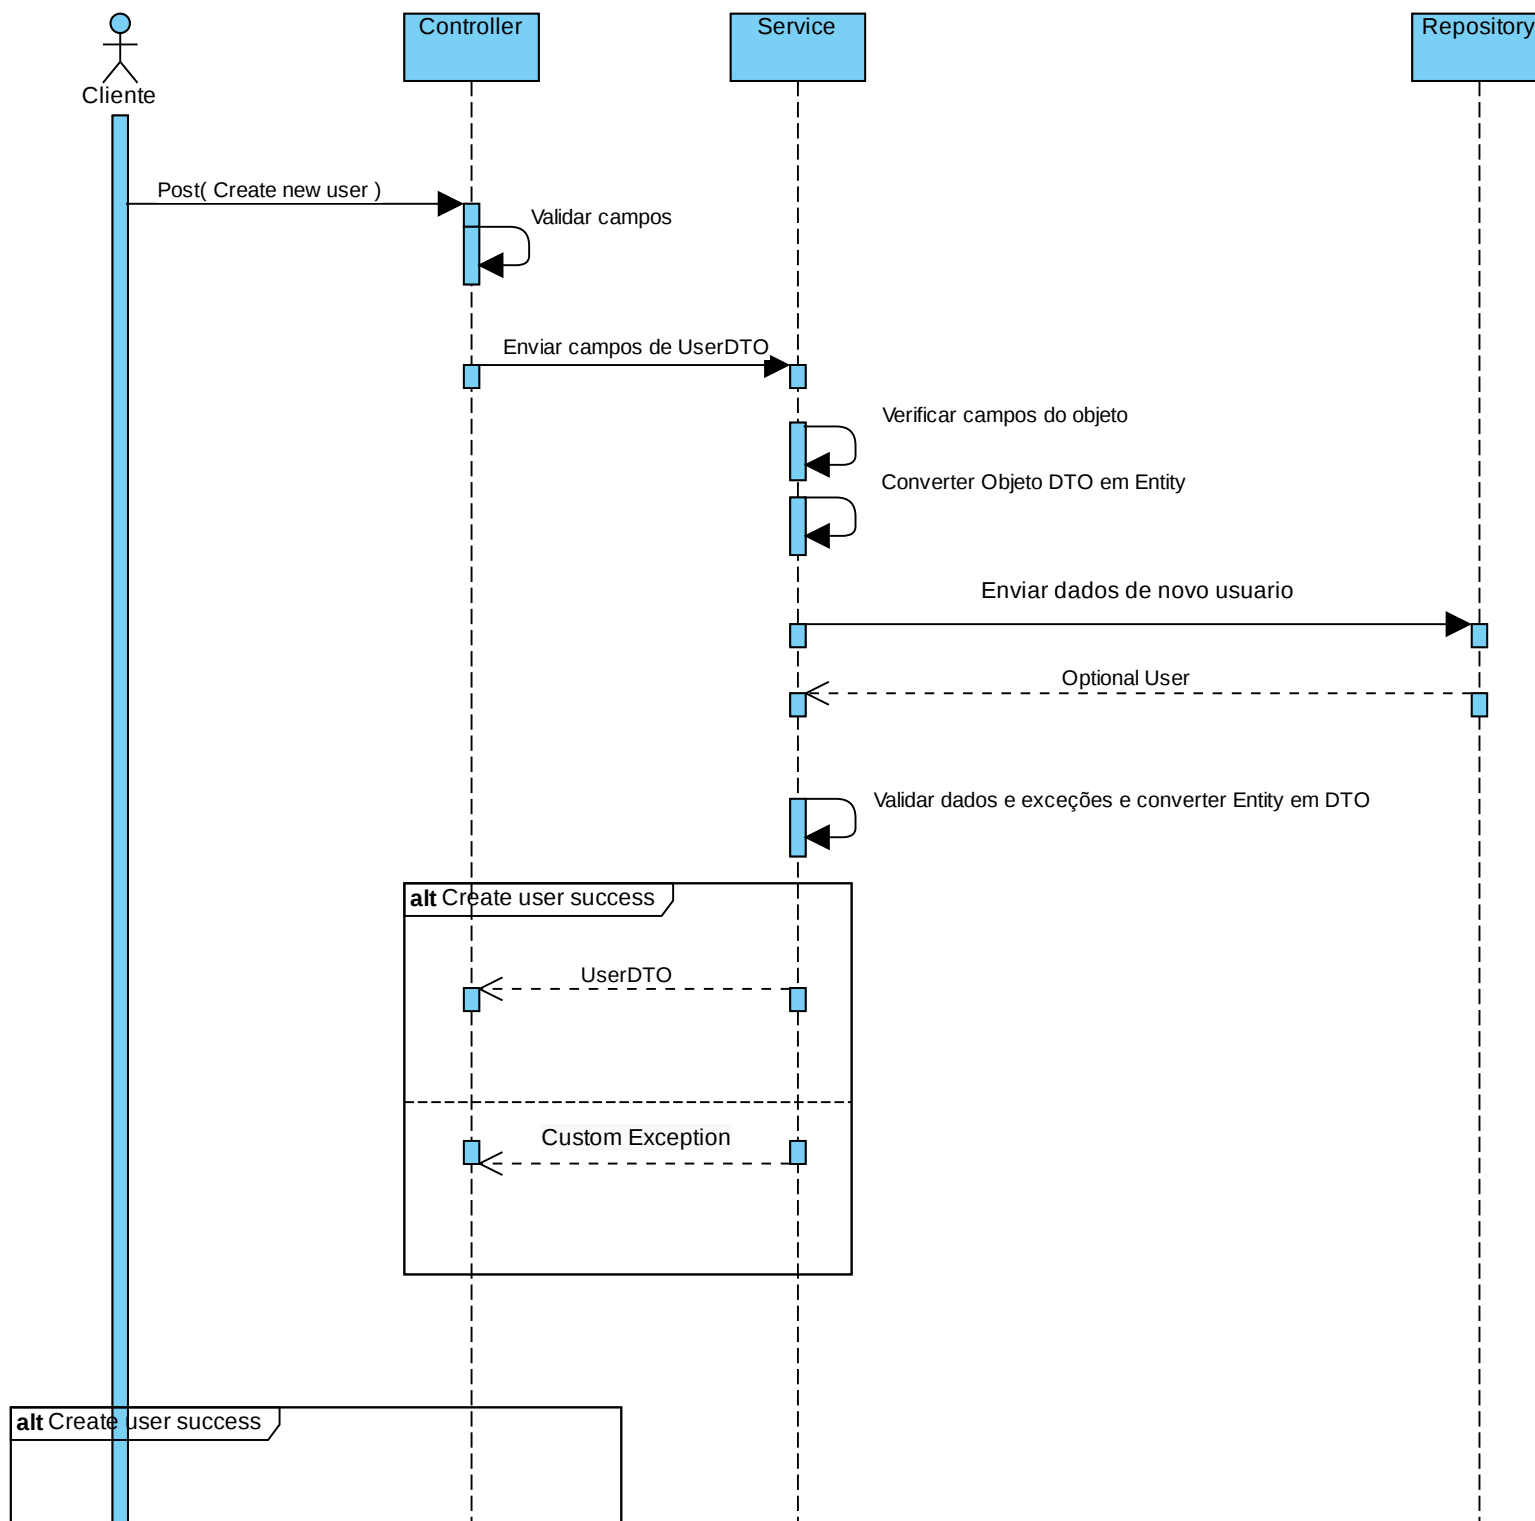 Cliente
Controller
Service
Repository
Post( Create new user )
Validar campos
Enviar campos de UserDTO
Verificar campos do objeto
Converter Objeto DTO em Entity
Enviar dados de novo usuario
Optional User
Validar dados e exceções e converter Entity em DTO
alt Create user success
UserDTO
Custom Exception
alt Create user success